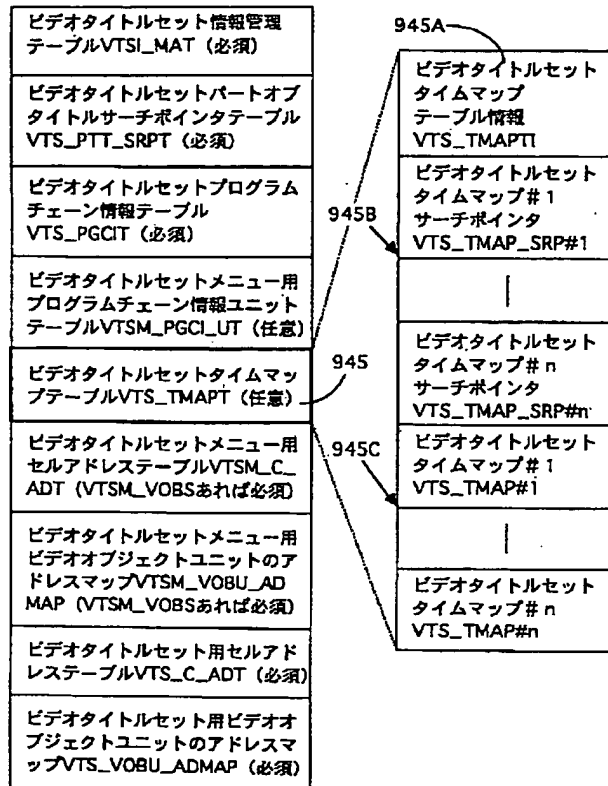 ビデオタイトルセット情報管理
テーブルVTSI_MAT（必須）
ビデオタイトルセットパートオブ
タイトルサーチポインタテーブル
VTS_PTT_SRPT（必須）
ビデオタイトルセットプログラム
チェーン情報テーブル
VTS_PGCIT（必須）
ビデオタイトルセットメニュー用
プログラムチェーン情報ユニット
テーブルVTSM_PGCI_UT（任意）
ビデオタイトルセットタイムマッ
プテーブルVTS_TMAPT（任意）
ビデオタイトルセットメニュー用
セルアドレステーブルVTSM_C_
ADT（VTSM_VOBSあれば必須）
ビデオタイトルセットメニュー用
ビデオオブジェクトユニットのア
ドレスマップVTSM_VOBU_AD
MAP（VTSM_VOBSあれば必須）
ビデオタイトルセット用セルアド
レステーブルVTS_C_ADT（必須）
ビデオタイトルセット用ビデオオ
ブジェクトユニットのアドレスマ
ップVTS_VOBU_ADMAP（必須）
945
945A
ビデオタイトルセット
タイムマップ
テーブル情報
VTS_TMAPTI
945B
ビデオタイトルセット
タイムマップ＃1
サーチポインタ
VTS_TMAP_SRP#1
ビデオタイトルセット
タイムマップ＃n
サーチポインタ
VTS_TMAP_SRP#n
945C
ビデオタイトルセット
タイムマップ＃1
VTS_TMAP#1
ビデオタイトルセット
タイムマップ＃n
VTS_TMAP#n